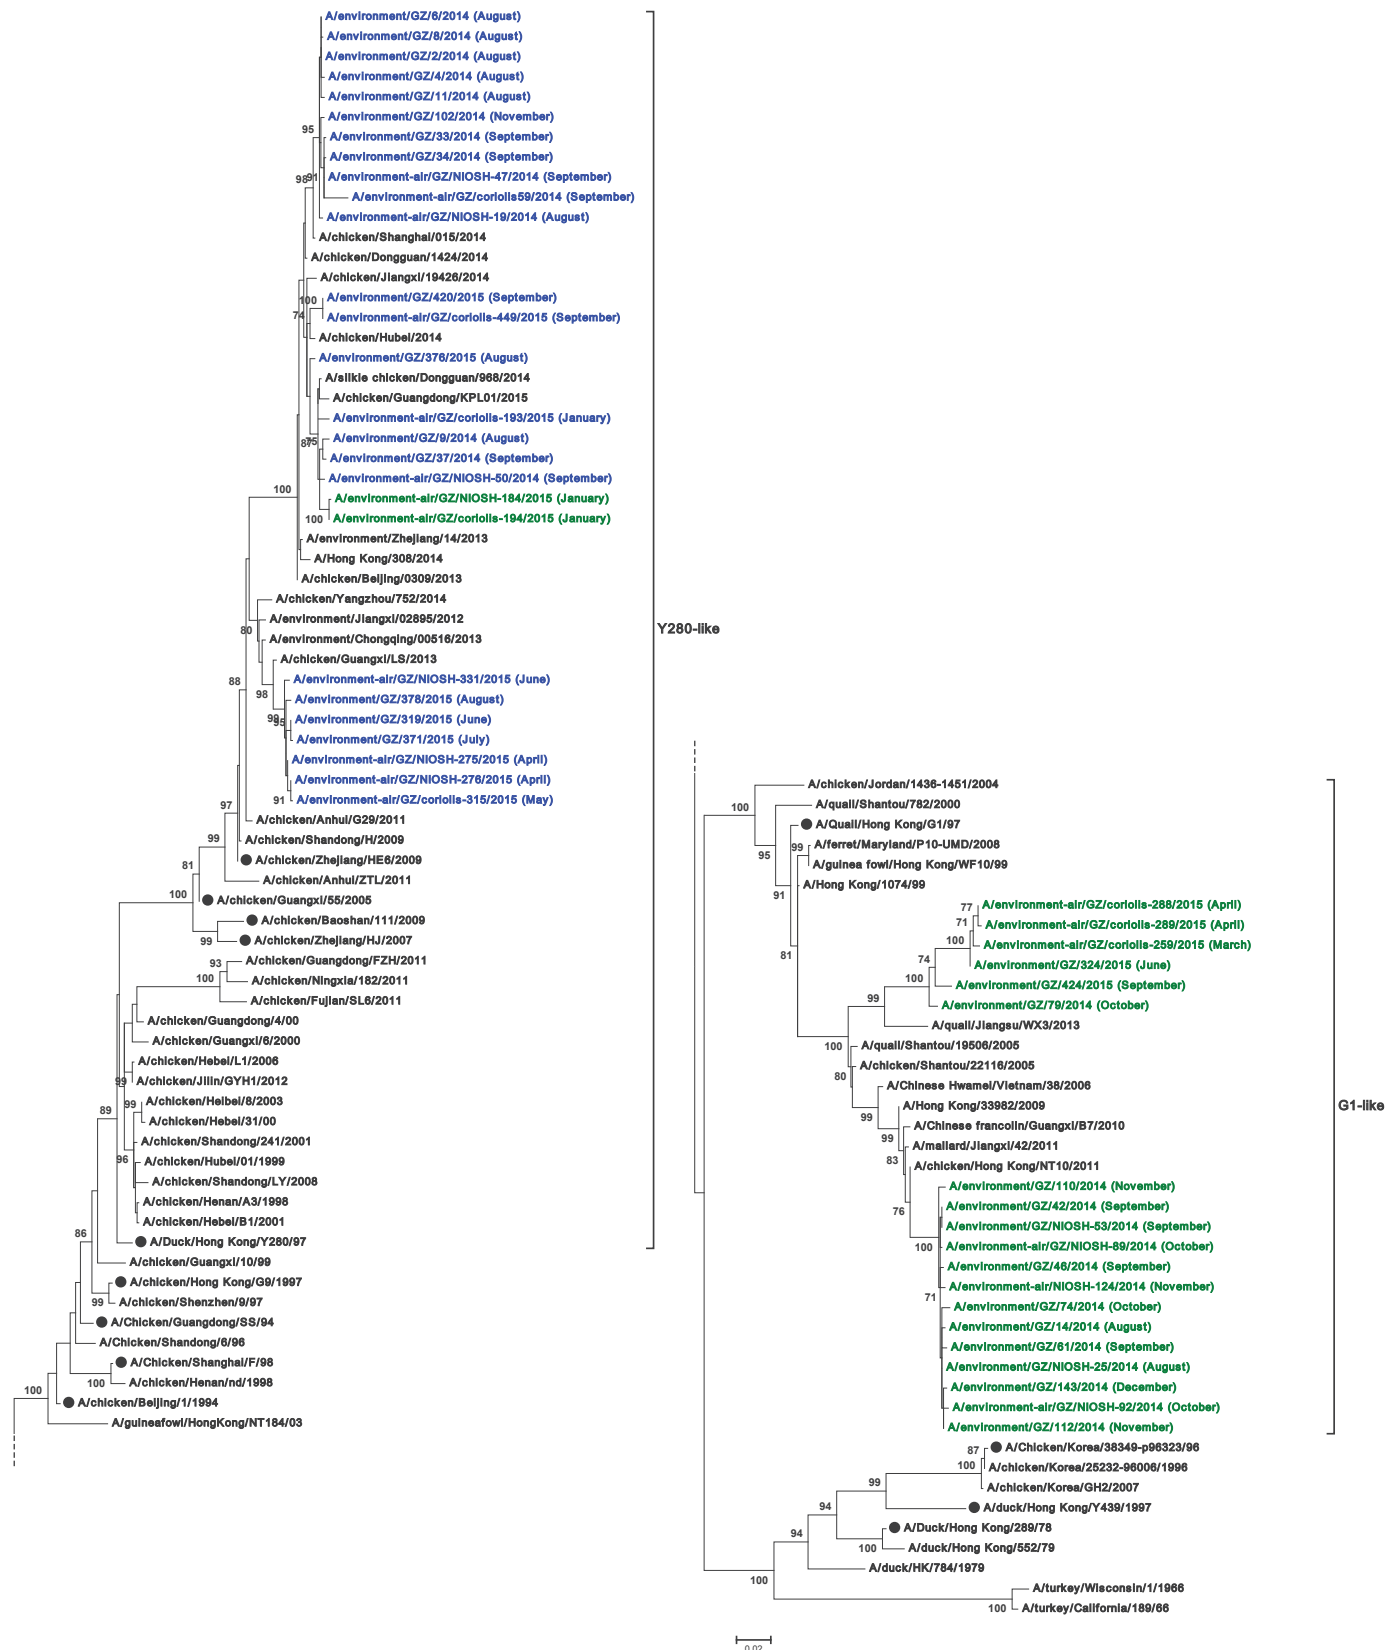 A/environment/GZ/6/2014 (August)
A/environment/GZ/8/2014 (August)
A/environment/GZ/2/2014 (August)
A/environment/GZ/4/2014 (August)
A/environment/GZ/11/2014 (August)
A/environment/GZ/102/2014 (November)
95
A/environment/GZ/33/2014 (September)
A/environment/GZ/34/2014 (September)
98 91
A/environment-air/GZ/NIOSH-47/2014 (September)
A/environment-air/GZ/coriolis59/2014 (September)
A/environment-air/GZ/NIOSH-19/2014 (August)
A/chicken/Shanghai/015/2014
A/chicken/Dongguan/1424/2014
A/chicken/Jiangxi/19426/2014
100
A/environment/GZ/420/2015 (September)
74
A/environment-air/GZ/coriolis-449/2015 (September)
A/chicken/Hubei/2014
A/environment/GZ/376/2015 (August)
A/silkie chicken/Dongguan/968/2014
A/chicken/Guangdong/KPL01/2015
A/environment-air/GZ/coriolis-193/2015 (January)
75
A/environment/GZ/9/2014 (August)
A/environment/GZ/37/2014 (September)
A/environment-air/GZ/NIOSH-50/2014 (September)
100
A/environment-air/GZ/NIOSH-184/2015 (January)
100
A/environment-air/GZ/coriolis-194/2015 (January)
A/environment/Zhejiang/14/2013
A/Hong Kong/308/2014
A/chicken/Beijing/0309/2013
A/chicken/Yangzhou/752/2014
A/environment/Jiangxi/02895/2012
80
A/environment/Chongqing/00516/2013
A/chicken/Guangxi/LS/2013
88
A/environment-air/GZ/NIOSH-331/2015 (June)
98
A/environment/GZ/378/2015 (August)
99 95
A/environment/GZ/319/2015 (June)
A/environment/GZ/371/2015 (July)
A/environment-air/GZ/NIOSH-275/2015 (April)
A/environment-air/GZ/NIOSH-276/2015 (April)
91
A/environment-air/GZ/coriolis-315/2015 (May)
97
A/chicken/Anhui/G29/2011
99
A/chicken/Shandong/H/2009
81
A/chicken/Zhejiang/HE6/2009
A/chicken/Anhui/ZTL/2011
100
A/chicken/Guangxi/55/2005
A/chicken/Baoshan/111/2009
99
A/chicken/Zhejiang/HJ/2007
93
A/chicken/Guangdong/FZH/2011
100
A/chicken/Ningxia/182/2011
A/chicken/Fujian/SL6/2011
A/chicken/Guangdong/4/00
A/chicken/Guangxi/6/2000
A/chicken/Hebei/L1/2006
99
A/chicken/Jilin/GYH1/2012
99
A/chicken/Heibei/8/2003
89
A/chicken/Hebei/31/00
A/chicken/Shandong/241/2001
96
A/chicken/Hubei/01/1999
A/chicken/Shandong/LY/2008
A/chicken/Henan/A3/1998
A/chicken/Hebei/B1/2001
86
A/Duck/Hong Kong/Y280/97
A/chicken/Guangxi/10/99
A/chicken/Hong Kong/G9/1997
99
A/chicken/Shenzhen/9/97
A/Chicken/Guangdong/SS/94
A/Chicken/Shandong/6/96
A/Chicken/Shanghai/F/98
100
A/chicken/Henan/nd/1998
100
A/chicken/Beijing/1/1994
A/guineafowl/HongKong/NT184/03
Y280-like
A/chicken/Jordan/1436-1451/2004
100
A/quail/Shantou/782/2000
A/Quail/Hong Kong/G1/97
95
99
A/ferret/Maryland/P10-UMD/2008
A/guinea fowl/Hong Kong/WF10/99
91
A/Hong Kong/1074/99
77
A/environment-air/GZ/coriolis-288/2015 (April)
71
A/environment-air/GZ/coriolis-289/2015 (April)
100
A/environment-air/GZ/coriolis-259/2015 (March)
81
74
A/environment/GZ/324/2015 (June)
100
A/environment/GZ/424/2015 (September)
99
A/environment/GZ/79/2014 (October)
A/quail/Jiangsu/WX3/2013
100
A/quail/Shantou/19506/2005
A/chicken/Shantou/22116/2005
80
A/Chinese Hwamei/Vietnam/38/2006
99
A/Hong Kong/33982/2009
A/Chinese francolin/Guangxi/B7/2010
99
A/mallard/Jiangxi/42/2011
83
A/chicken/Hong Kong/NT10/2011
A/environment/GZ/110/2014 (November)
76
A/environment/GZ/42/2014 (September)
A/environment/GZ/NIOSH-53/2014 (September)
100
A/environment-air/GZ/NIOSH-89/2014 (October)
A/environment/GZ/46/2014 (September)
A/environment-air/NIOSH-124/2014 (November)
71
A/environment/GZ/74/2014 (October)
A/environment/GZ/14/2014 (August)
A/environment/GZ/61/2014 (September)
A/environment/GZ/NIOSH-25/2014 (August)
A/environment/GZ/143/2014 (December)
A/environment-air/GZ/NIOSH-92/2014 (October)
A/environment/GZ/112/2014 (November)
G1-like
87
A/Chicken/Korea/38349-p96323/96
100
A/chicken/Korea/25232-96006/1996
99
A/chicken/Korea/GH2/2007
94
A/duck/Hong Kong/Y439/1997
94
A/Duck/Hong Kong/289/78
100
A/duck/Hong Kong/552/79
A/duck/HK/784/1979
100
A/turkey/Wisconsin/1/1966
100
A/turkey/California/189/66
0.02